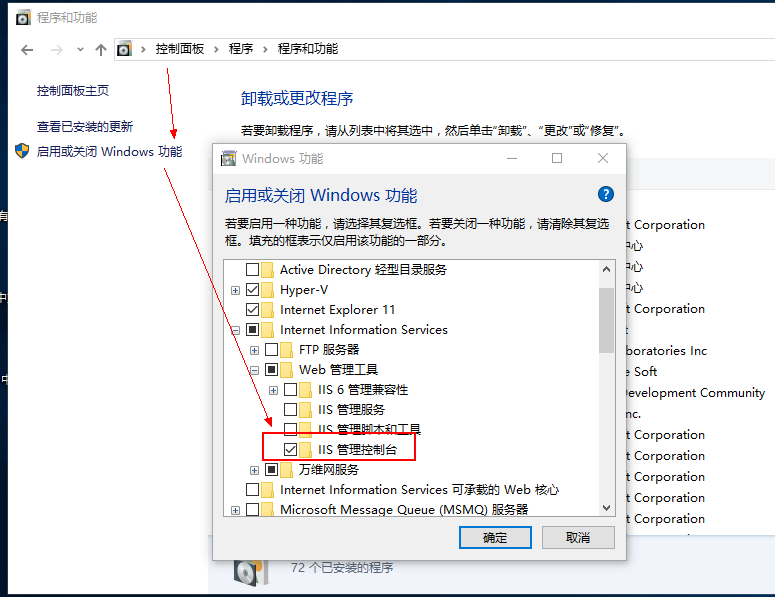 程序和功能
控制面板 程序 程序和功能
控制面板主页
查看已安装的更新
启用或关闭 Windows 功能
卸载或更改程序
若要卸载程序，请从列表中将其选中，然后单击“卸载”、“更改”或“修复”。
Windows 功能
启用或关闭 Windows 功能
若要启用一种功能，请选择其复选框。若要关闭一种功能，请清除其复选
框。填充的框表示仅启用该功能的一部分。
Active Directory 轻型目录服务
Hyper-V
Internet Explorer 11
Internet Information Services
FTP 服务器
Web 管理工具
IIS 6 管理兼容性
IIS 管理服务
IIS 管理脚本和工具
IIS 管理控制台
万维网服务
Internet Information Services 可承载的 Web 核心
Microsoft Message Queue (MSMQ) 服务器
确定 取消
t Corporation
中心
中心
中心
t Corporation
t
boratories Inc
e Soft
Development Community
nc.
t Corporation
t Corporation
t Corporation
t Corporation
t Corporation
72 个已安装的程序
有
中
中